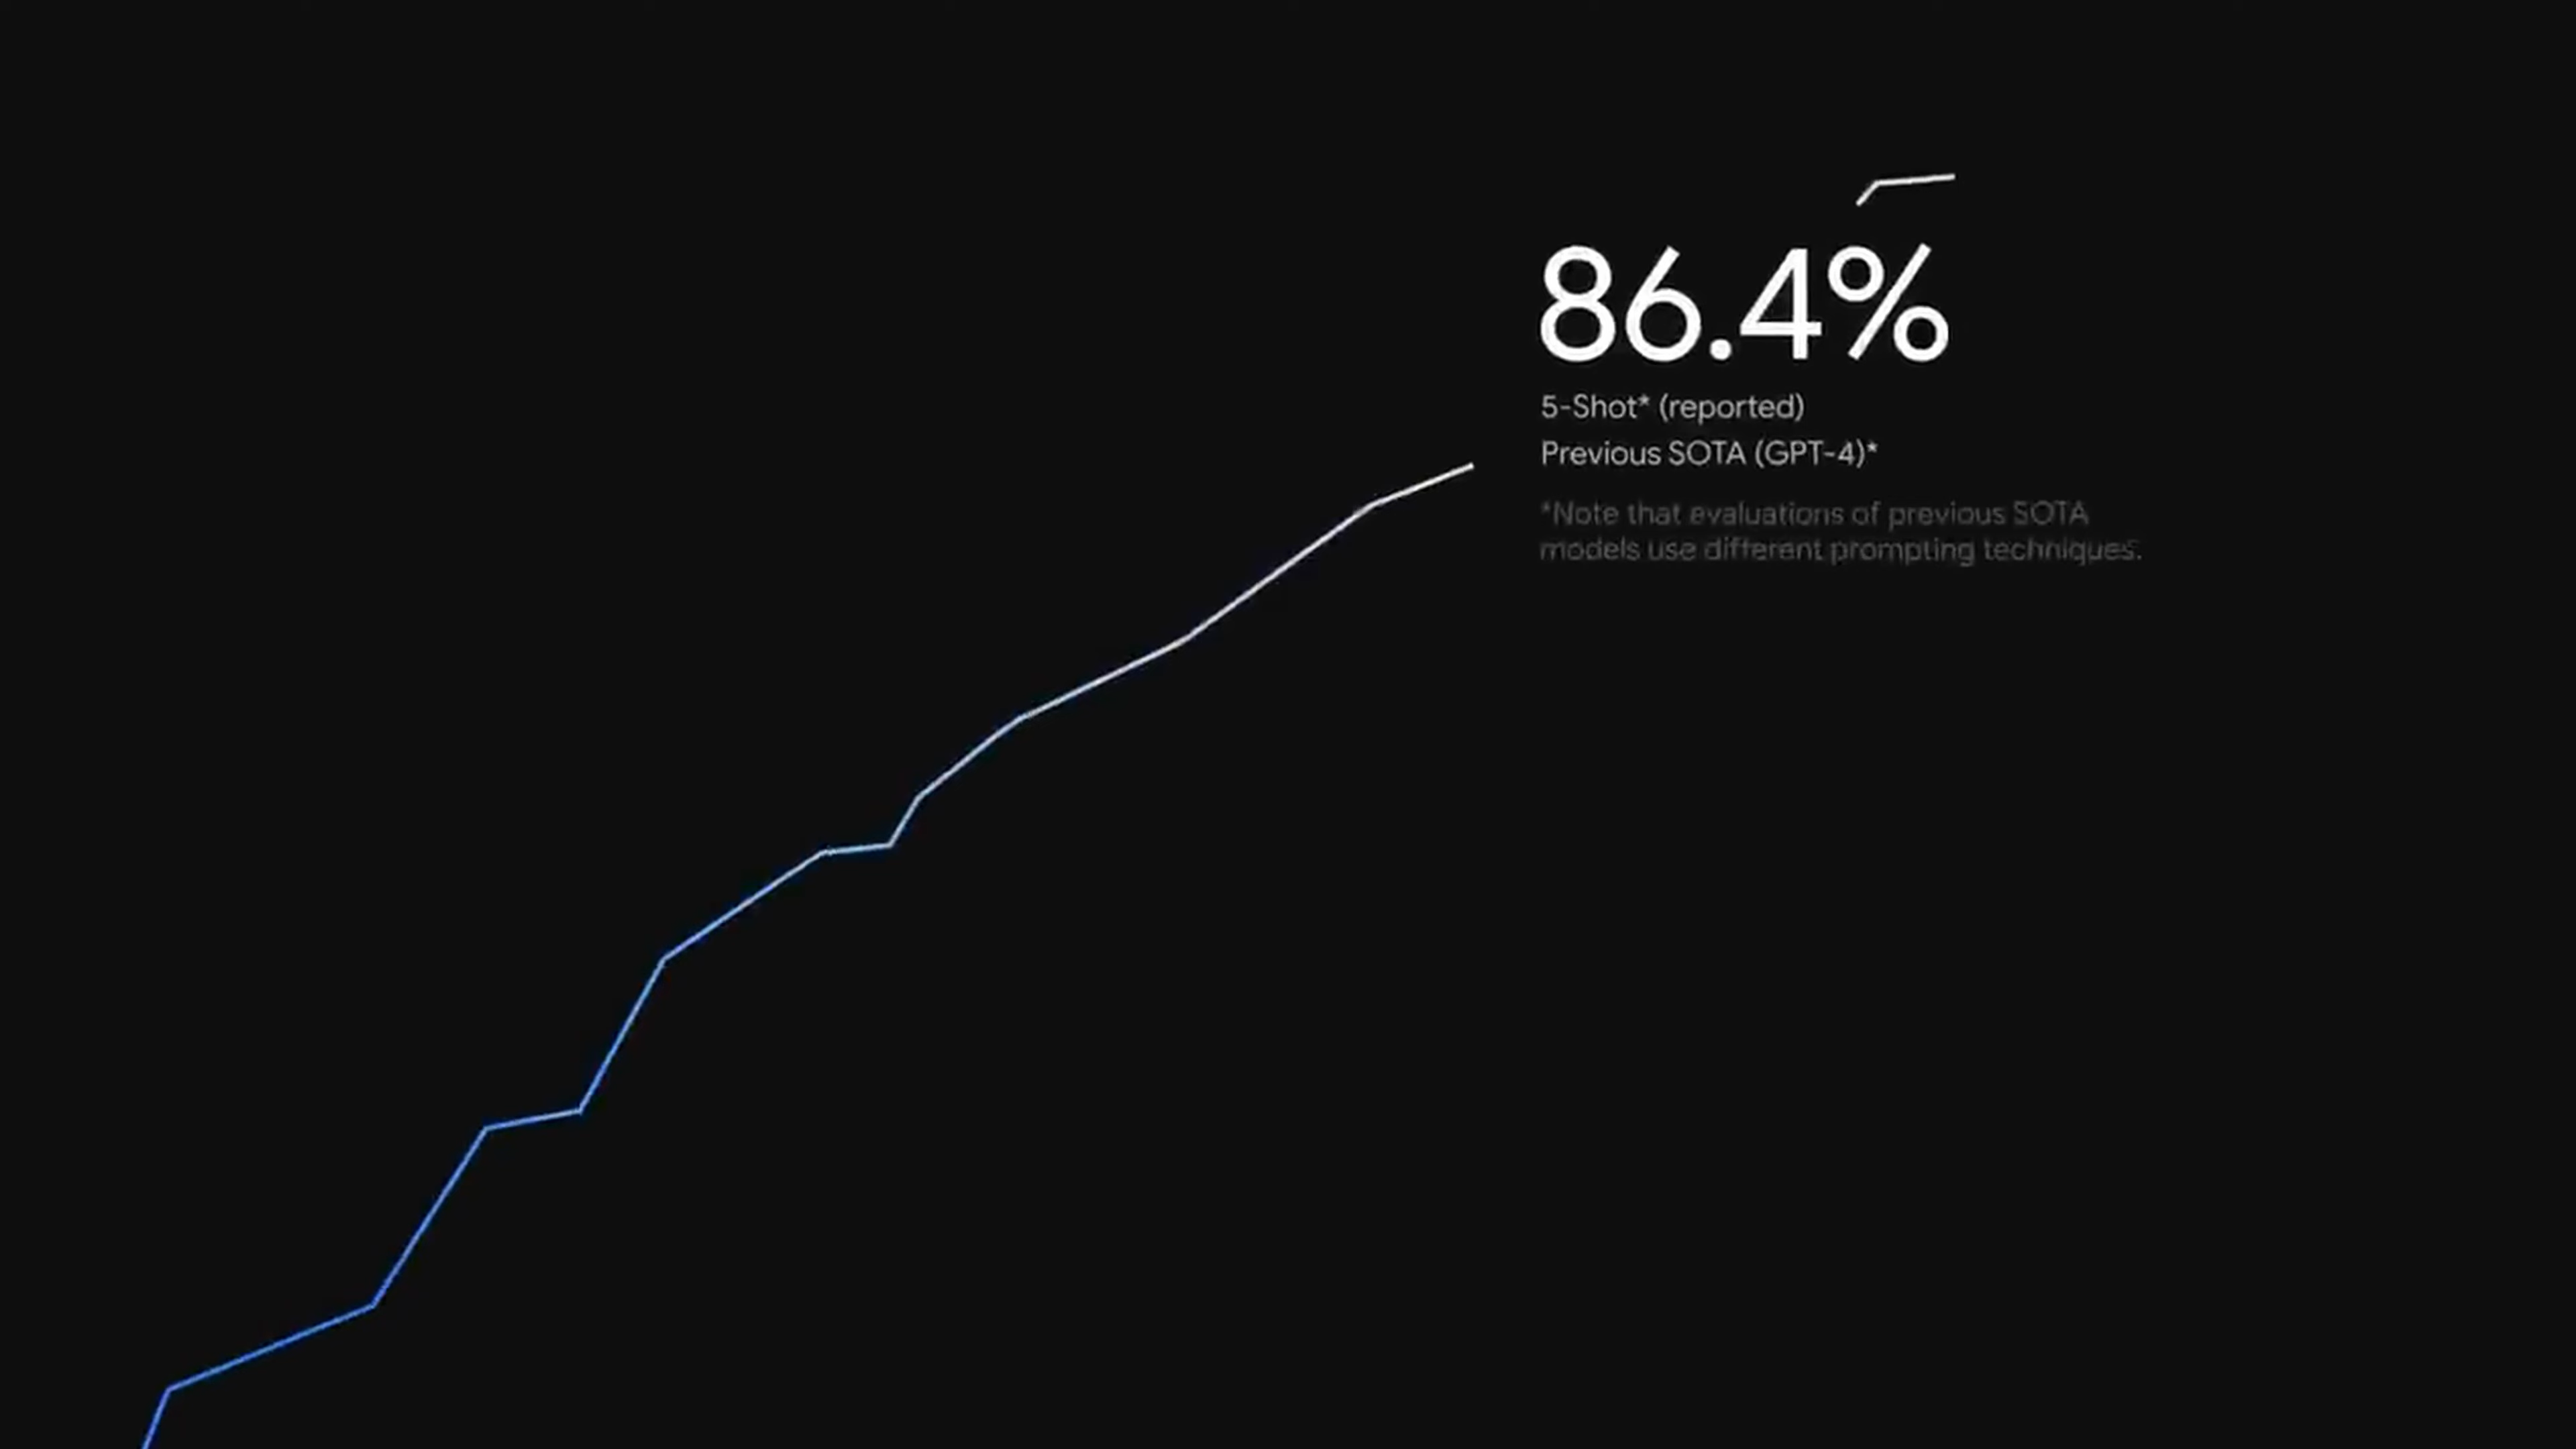 86.4%
5-Shot* (reported)
Previous SOTA (GPT-4)*
*Note that evaluations of previous SOTA
models use different prompting techniques.